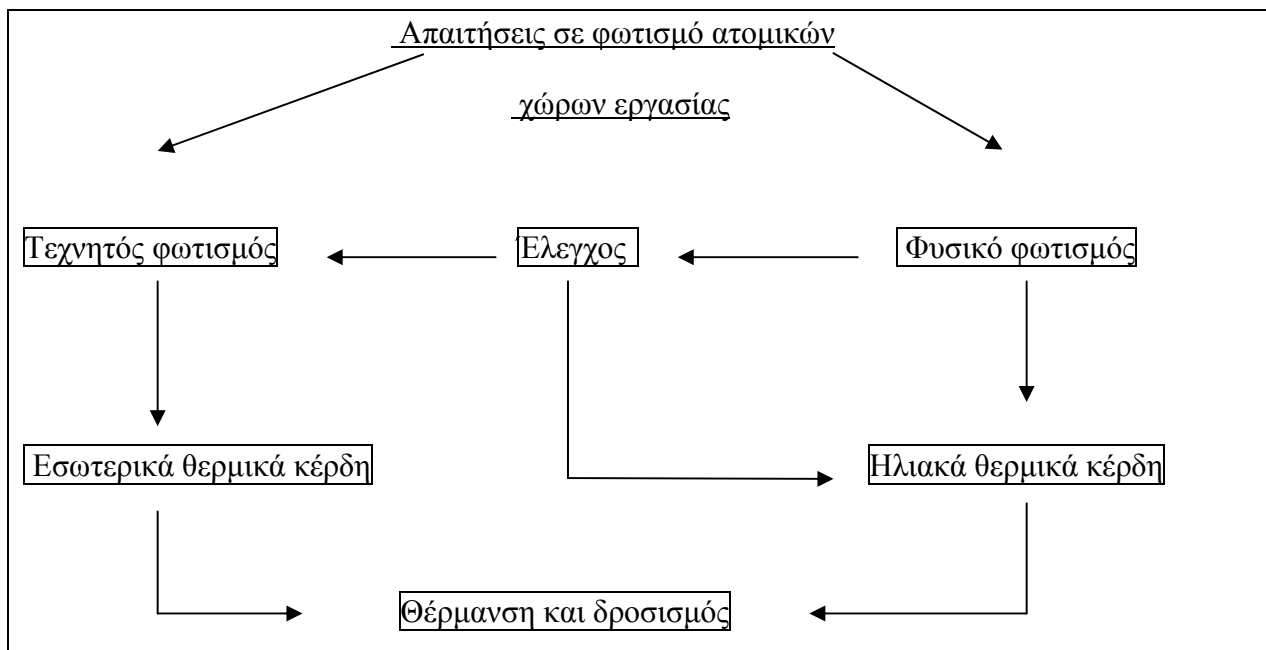 Απαιτήσεις σε φωτισμό ατομικών
χώρων εργασίας
Τεχνητός φωτισμός
Έλεγχος
Φυσικό φωτισμός
Εσωτερικά θερμικά κέρδη
Ηλιακά θερμικά κέρδη
Θέρμανση και δροσισμός